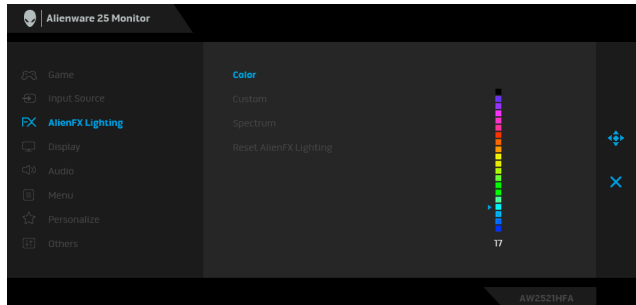 Alienware 25 Monitor
Game
Input Source
FX AlienFX Lighting
Display
Audio
Menu
Personalize
Others
Color
Custom
Spectrum
Reset AlienFX Lighting
17
AW2521HFA